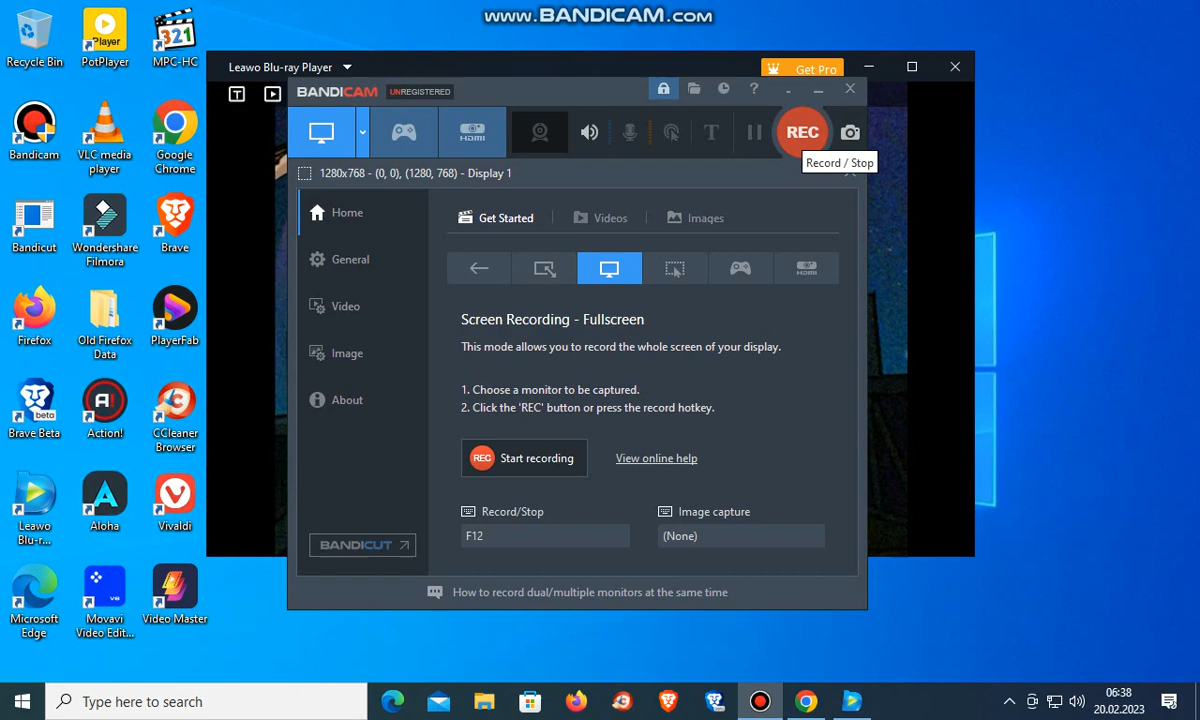 www.BANDICAM.com
Recycle Bin
PotPlayer
MPC-HC
Bandicam
VLC media
player
Google
Chrome
Bandicut
Wondershare
Filmora
Brave
Firefox
Old Firefox
Data
PlayerFab
Brave Beta
Action!
CCleaner
Browser
Leawo
Blu-r...
Aloha
Vivaldi
Microsoft
Edge
Movavi
Video Edit...
Video Master
Leawo Blu-ray Player
Get Pro
BANDICAM
UNREGISTERED
HDMI
REC
Record / Stop
1280x768 - (0, 0), (1280, 768) - Display 1
Home
General
Video
Image
About
BANDICUT
Get Started
Videos
Images
HDMI
Screen Recording - Fullscreen
This mode allows you to record the whole screen of your display.
1. Choose a monitor to be captured.
2. Click the 'REC' button or press the record hotkey.
REC Start recording
View online help
Record/Stop
Image capture
F12
(None)
How to record dual/multiple monitors at the same time
Type here to search
06:38
20.02.2023